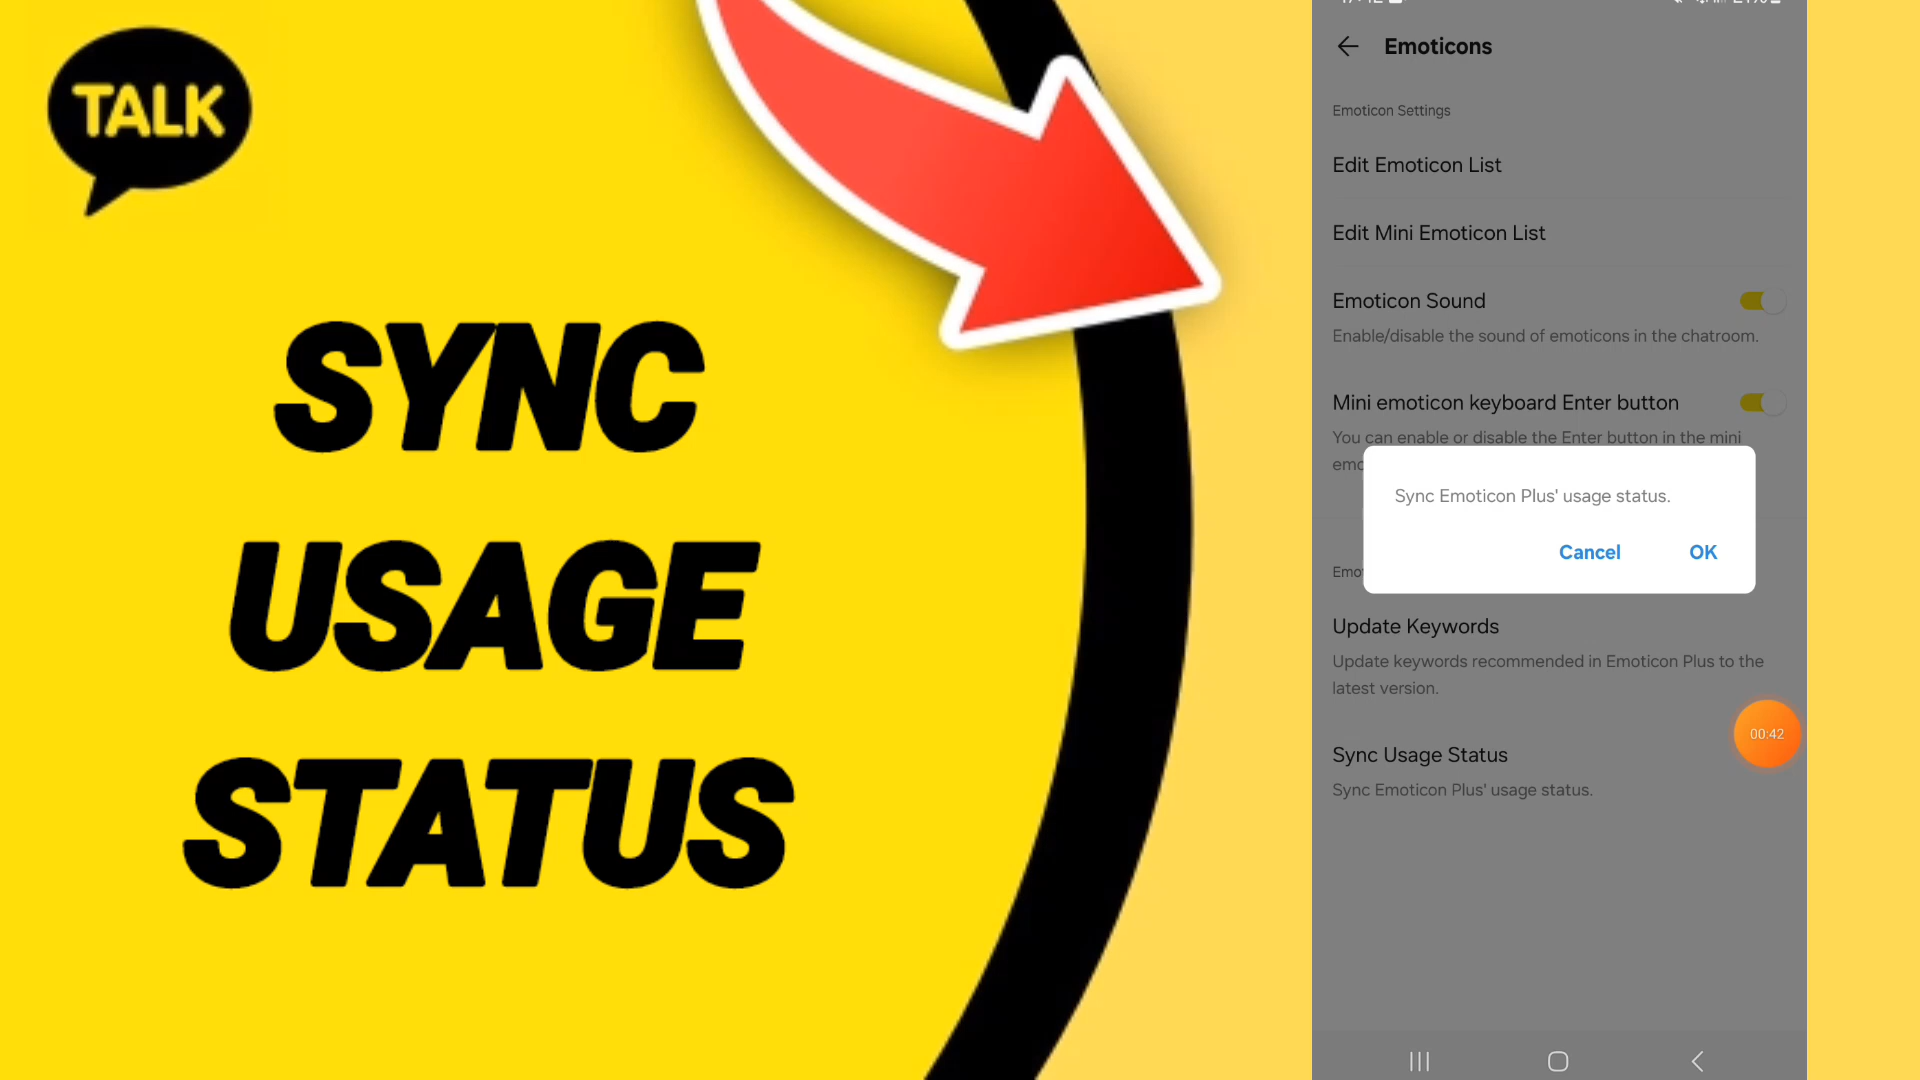 TALK
SYNC
USAGE
STATUS
Emoticons
Emoticon Settings
Edit Emoticon List
Edit Mini Emoticon List
Emoticon Sound
Enable/disable the sound of emoticons in the chatroom.
Mini emoticon keyboard Enter button
You can enable or disable the Enter button in the mini
Sync Emoticon Plus' usage status.
Cancel OK
Update Keywords
Update keywords recommended in Emoticon Plus to the
latest version.
00:42
Sync Usage Status
Sync Emoticon Plus' usage status.